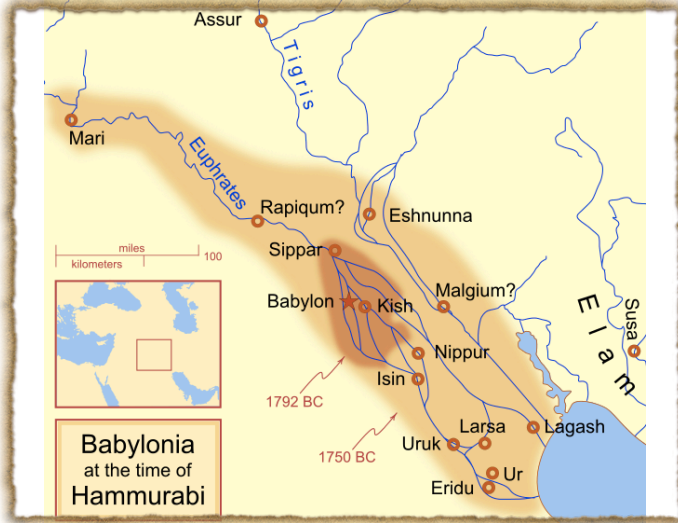 Assur
Tigris
Mari
Euphrates
Rapiqum?
Eshnunna
Sippar
miles
kilometers
100
Babylon
Kish
Malgium?
Elam
Susa
Nippur
Isin
1792 BC
1750 BC
Uruk
Larsa
Lagash
Ur
Eridu
Babylonia
at the time of
Hammurabi